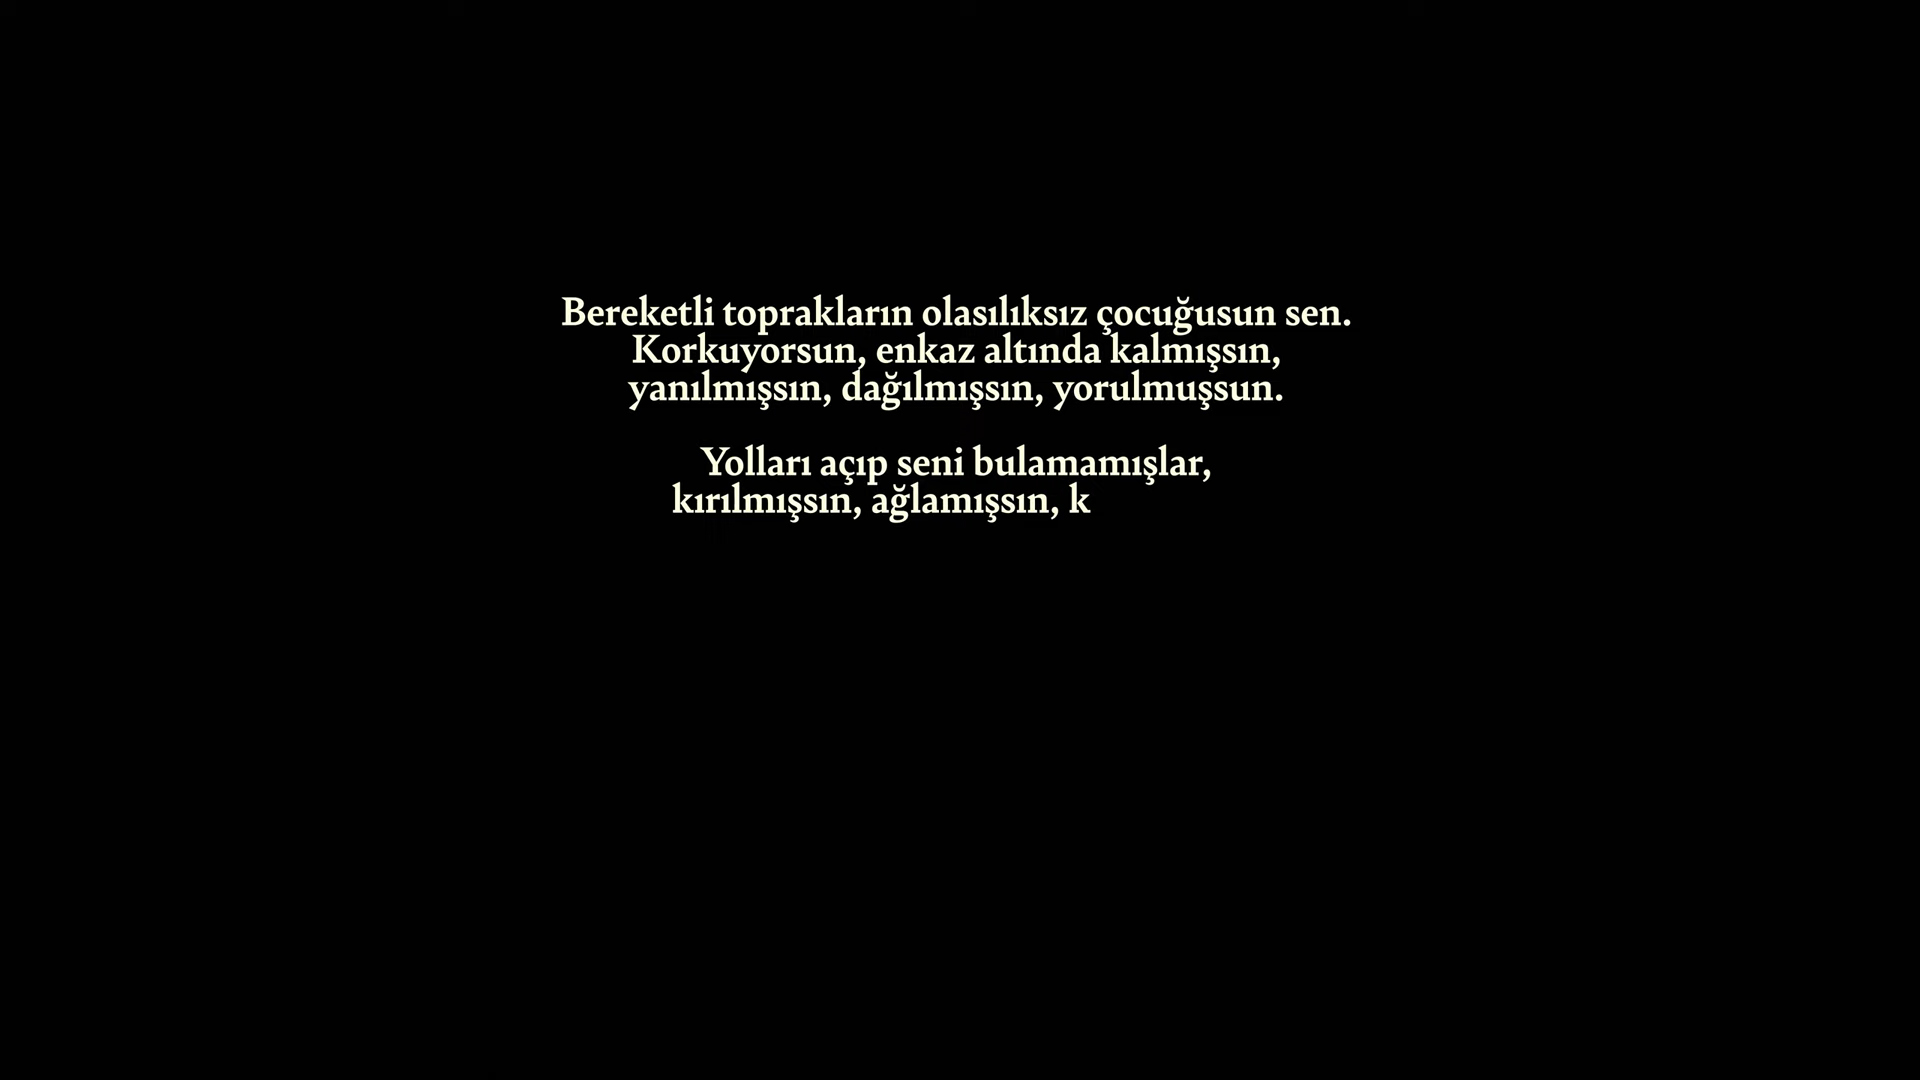 Bereketli toprakların olasılıksız çocuğusun sen.
Korkuyorsun, enkaz altında kalmışsın,
yanılmışsın, dağılmışsın, yorulmuşsun.
Yolları açıp seni bulamamışlar,
kırılmışsın, ağlamışsın, k